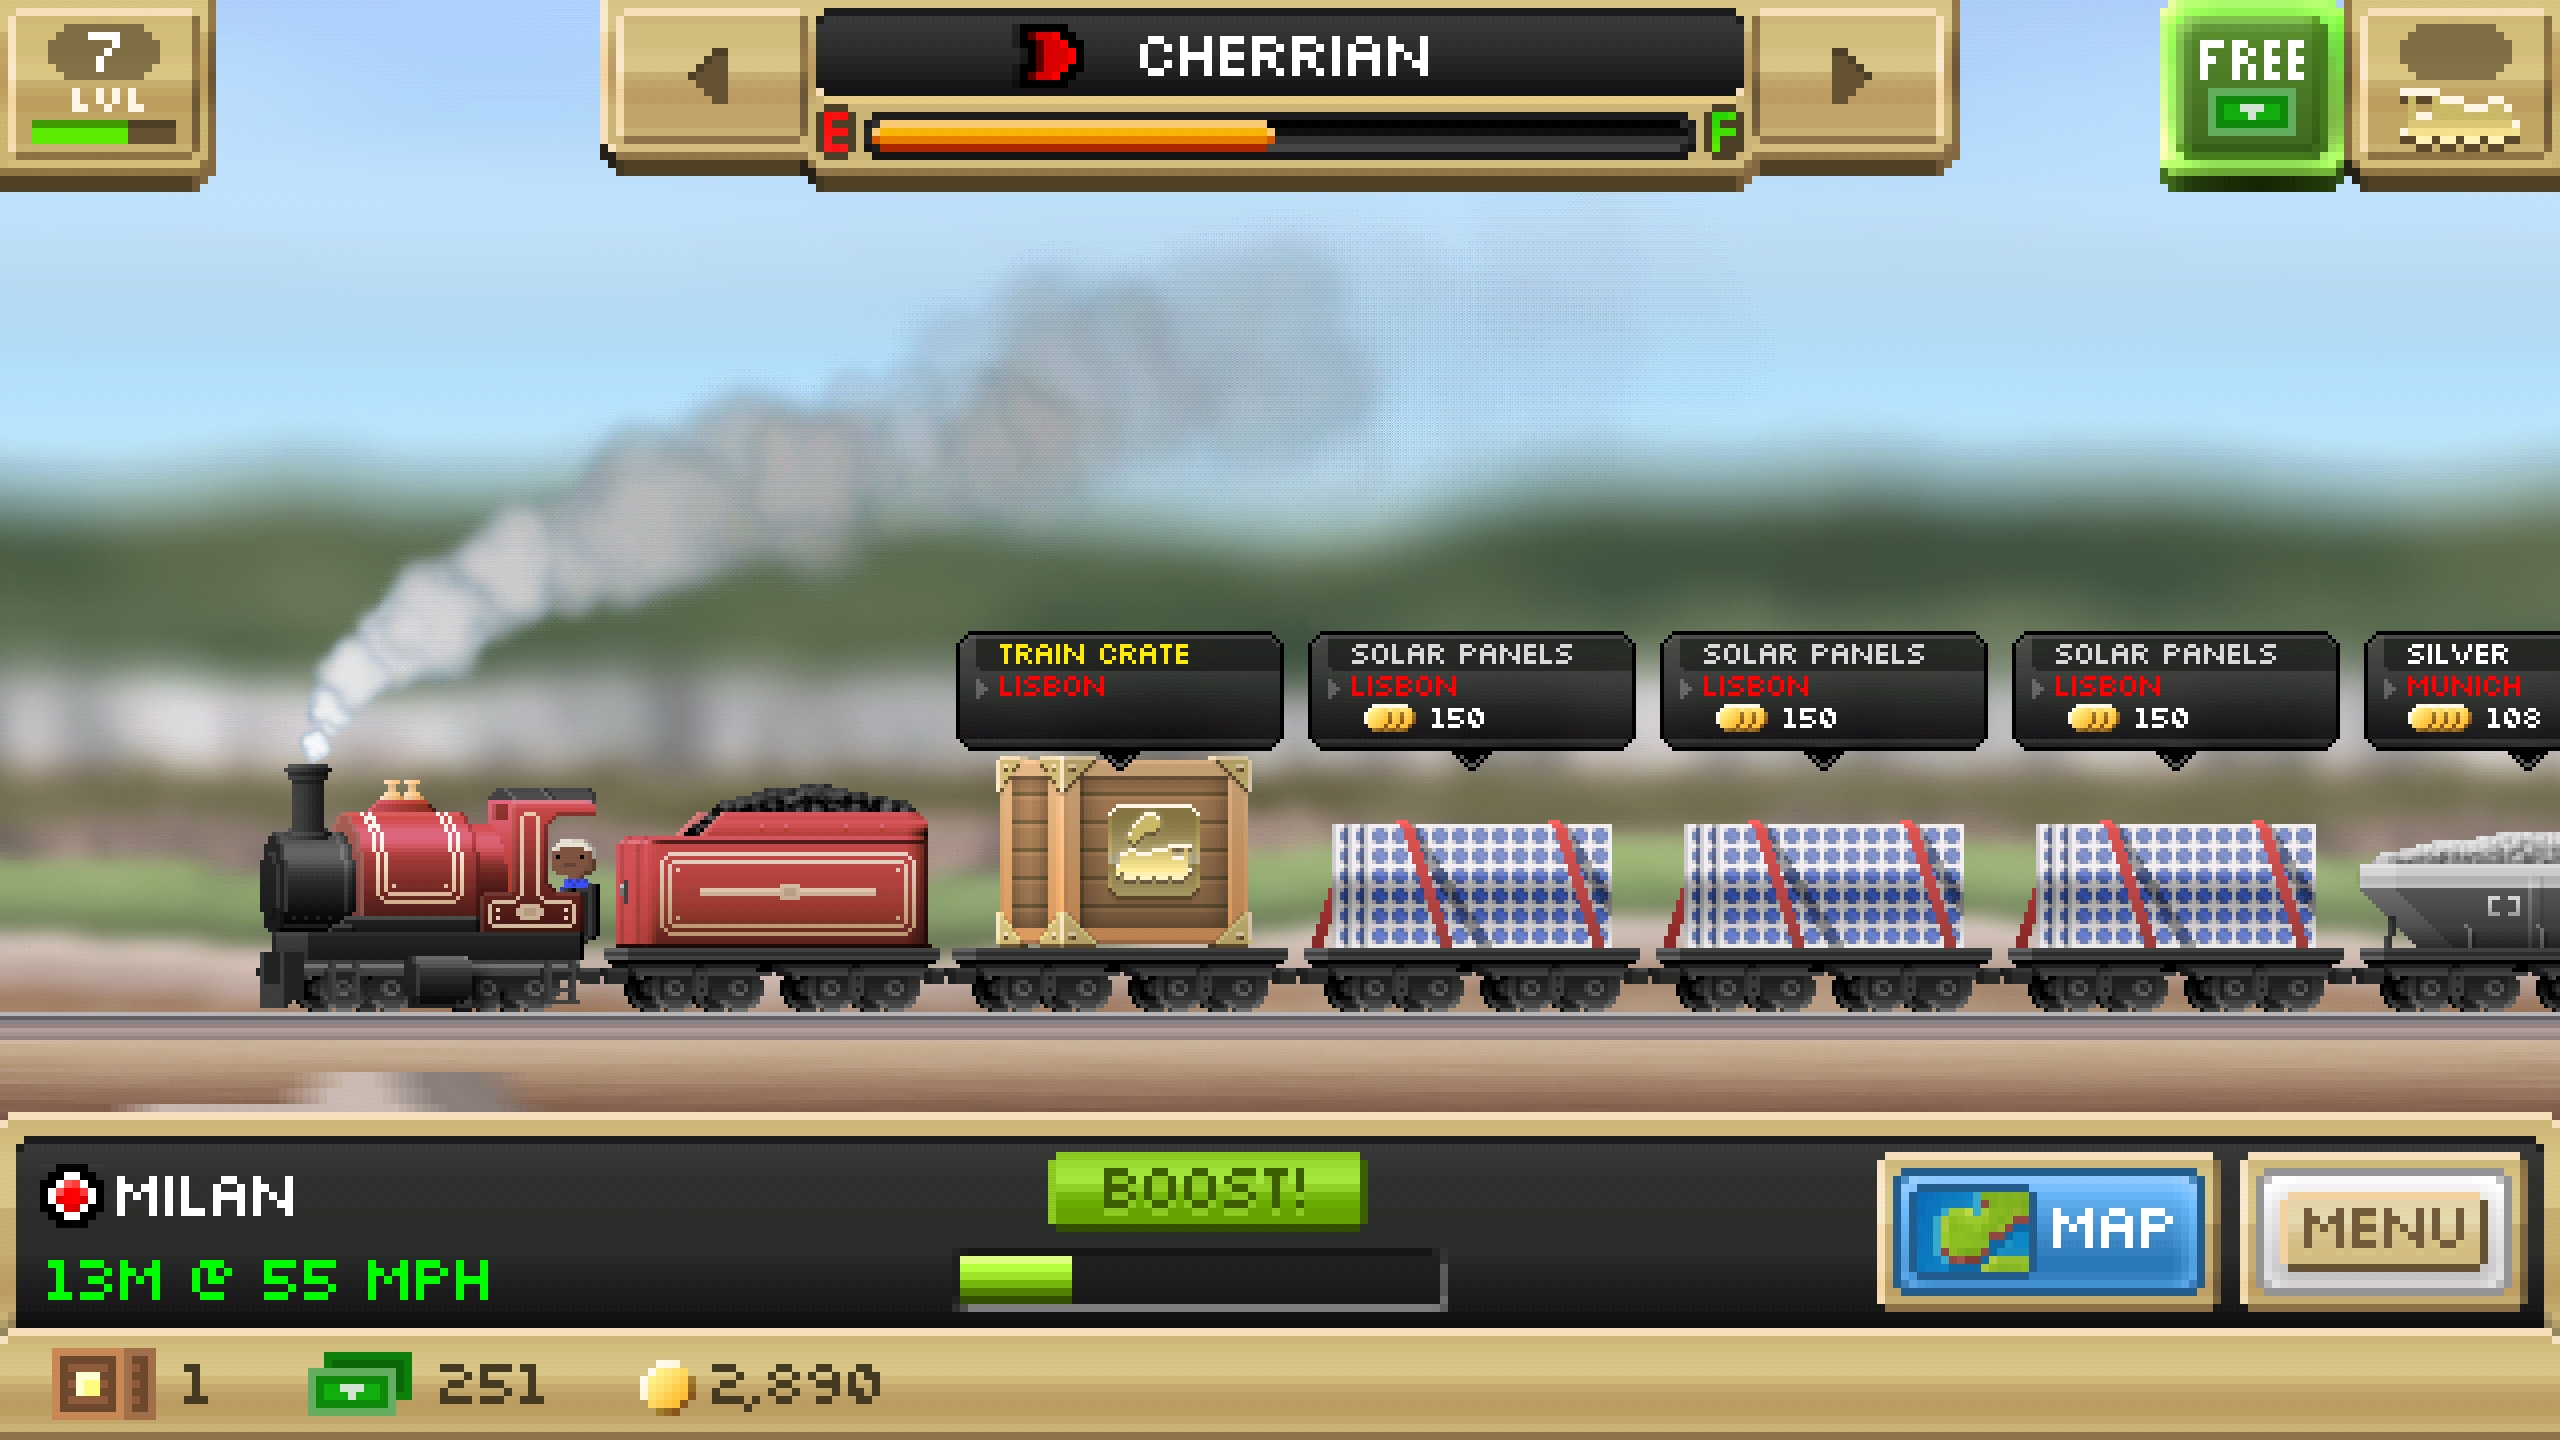 7
LVL
CHERRIAN
E
F
FREE
TRAIN CRATE
LISBON
SOLAR PANELS
LISBON
150
SOLAR PANELS
LISBON
150
SOLAR PANELS
LISBON
150
SILVER
MUNICH
108
MILAN
13M @ 55 MPH
BOOST!
MAP
MENU
1
251
2,890